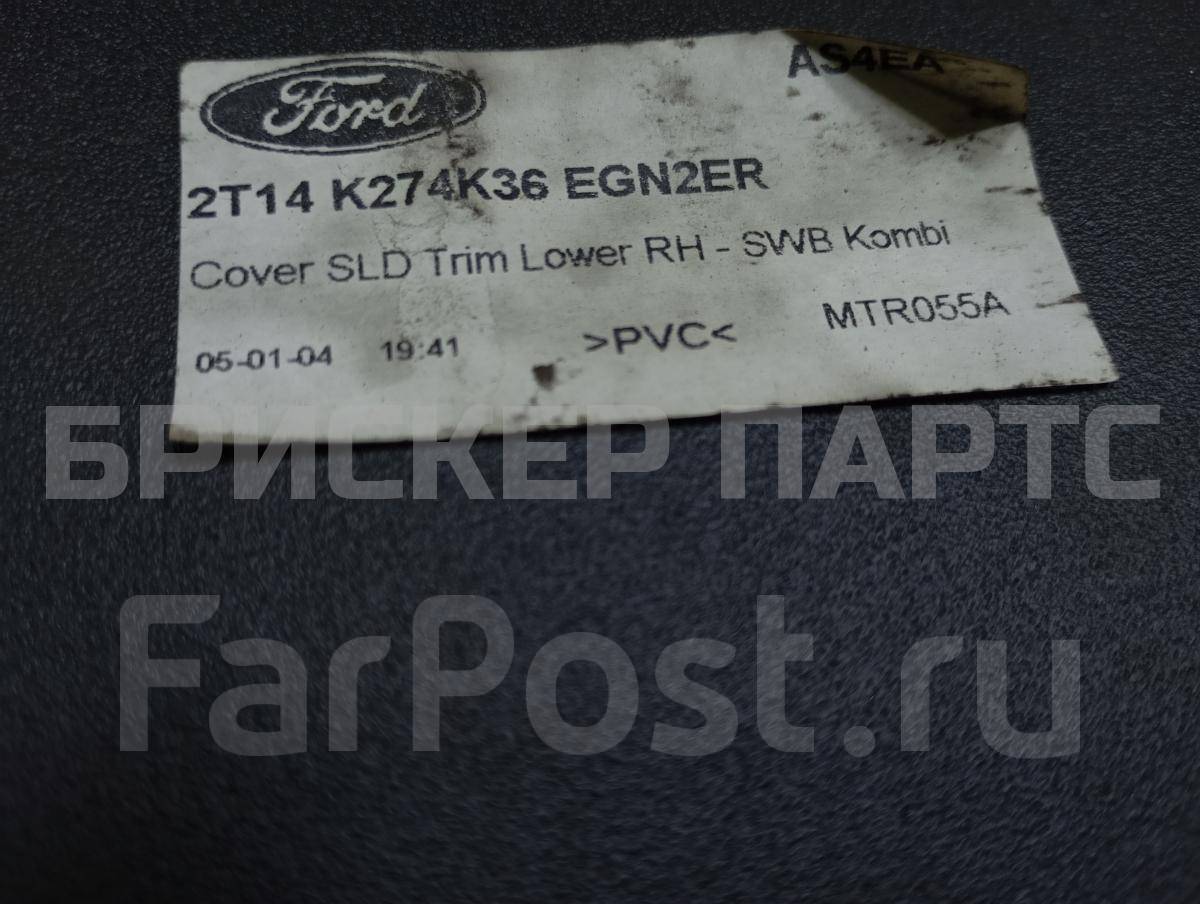 Ford
AS4EA
2T14 K274K36 EGN2ER
Cover SLD Trim Lower RH - SWB Kombi
05-01-04 19:41 >PVC< MTR055A
БРИСКЕР ПАРТС
FarPost.ru